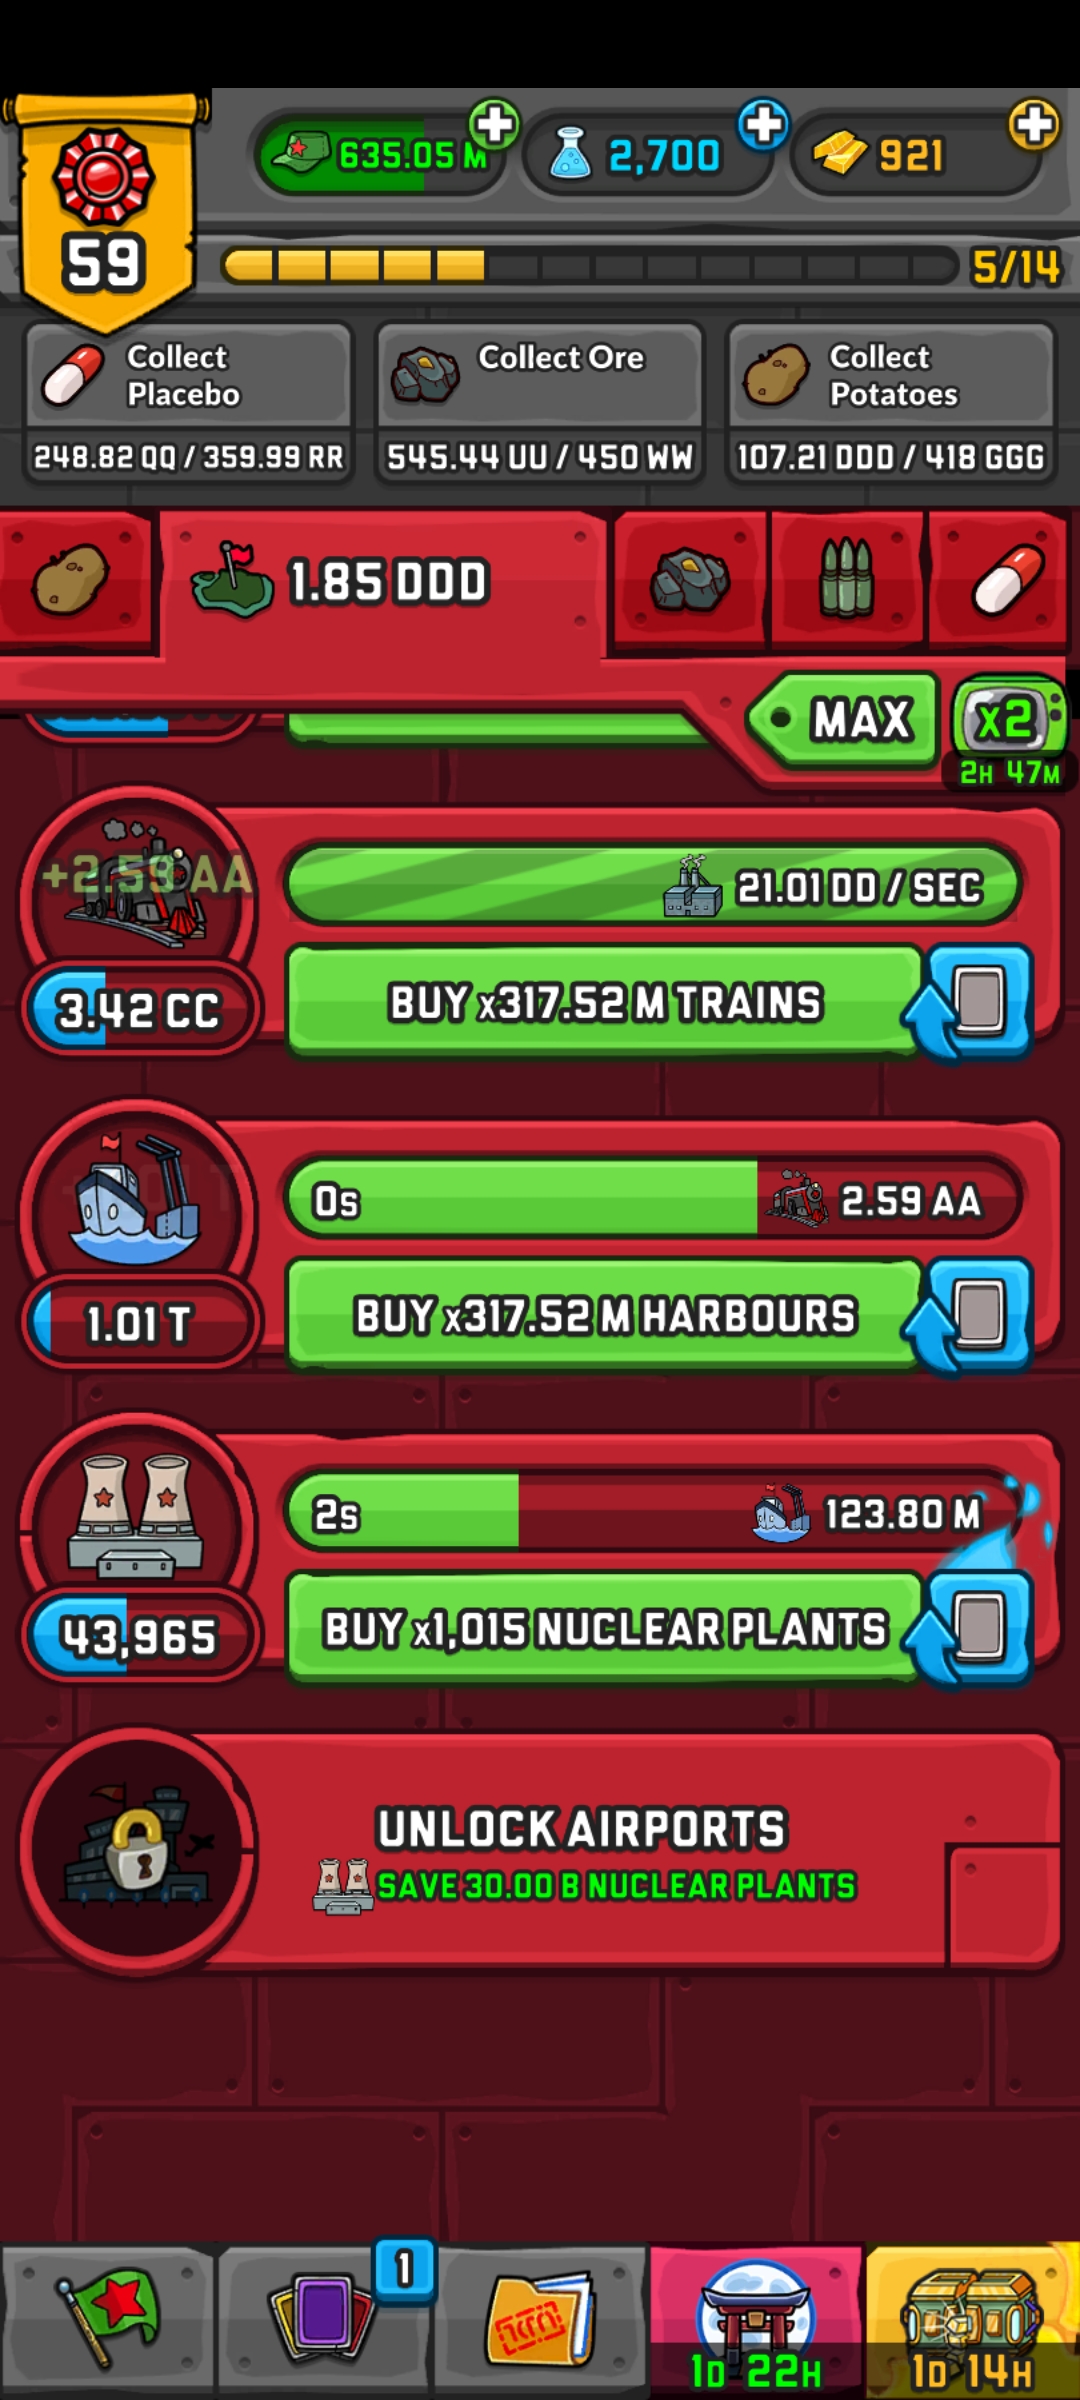 635.05 M
2,700
921
59
5/14
Collect
Placebo
248.82 QQ / 359.99 RR
Collect Ore
545.44 UU / 450 WW
Collect
Potatoes
107.21 DDD / 418 GGG
1.85 DDD
MAX
x2
2H 47M
+2.59 AA
21.01 DD / SEC
3.42 CC
BUY x317.52 M TRAINS
0s
2.59 AA
1.01 T
BUY x317.52 M HARBOURS
2s
123.80 M
43,965
BUY x1,015 NUCLEAR PLANTS
UNLOCK AIRPORTS
SAVE 30.00 B NUCLEAR PLANTS
1
1D 22H
1D 14H